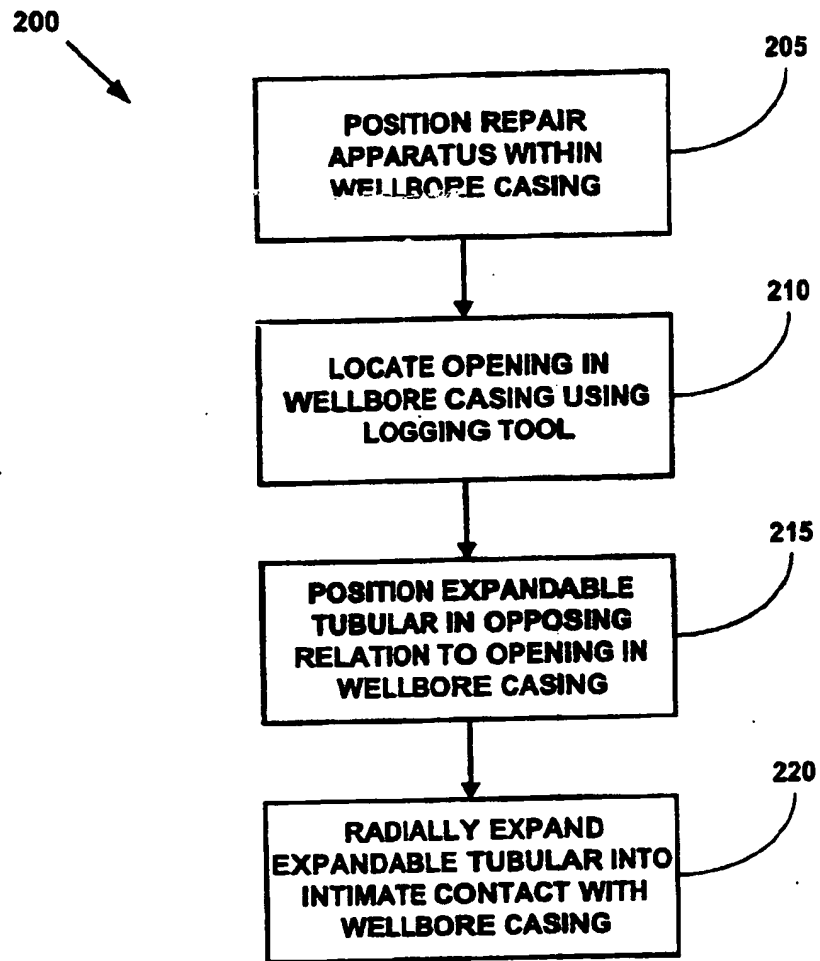 200
205
POSITION REPAIR
APPARATUS WITHIN
WELLBORE CASING
210
LOCATE OPENING IN
WELLBORE CASING USING
LOGGING TOOL
215
POSITION EXPANDABLE
TUBULAR IN OPPOSING
RELATION TO OPENING IN
WELLBORE CASING
220
RADIALLY EXPAND
EXPANDABLE TUBULAR INTO
INTIMATE CONTACT WITH
WELLBORE CASING